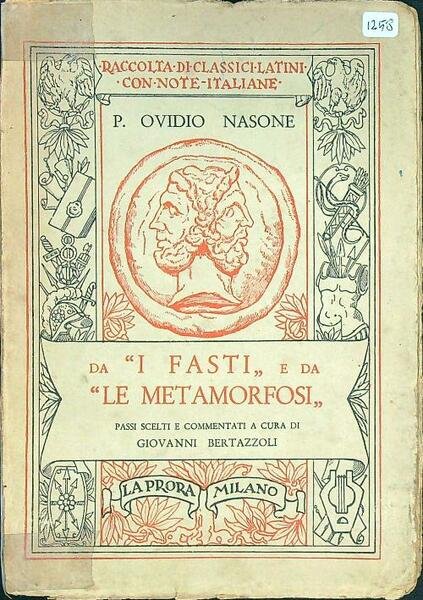 1258
·RACCOLTA·DI·CLASSICI·LATINI·
·CON·NOTE·ITALIANE·
P. OVIDIO NASONE
DA “I FASTI„ E DA
“LE METAMORFOSI„
PASSI SCELTI E COMMENTATI A CURA DI
GIOVANNI BERTAZZOLI
LA PRORA MILANO